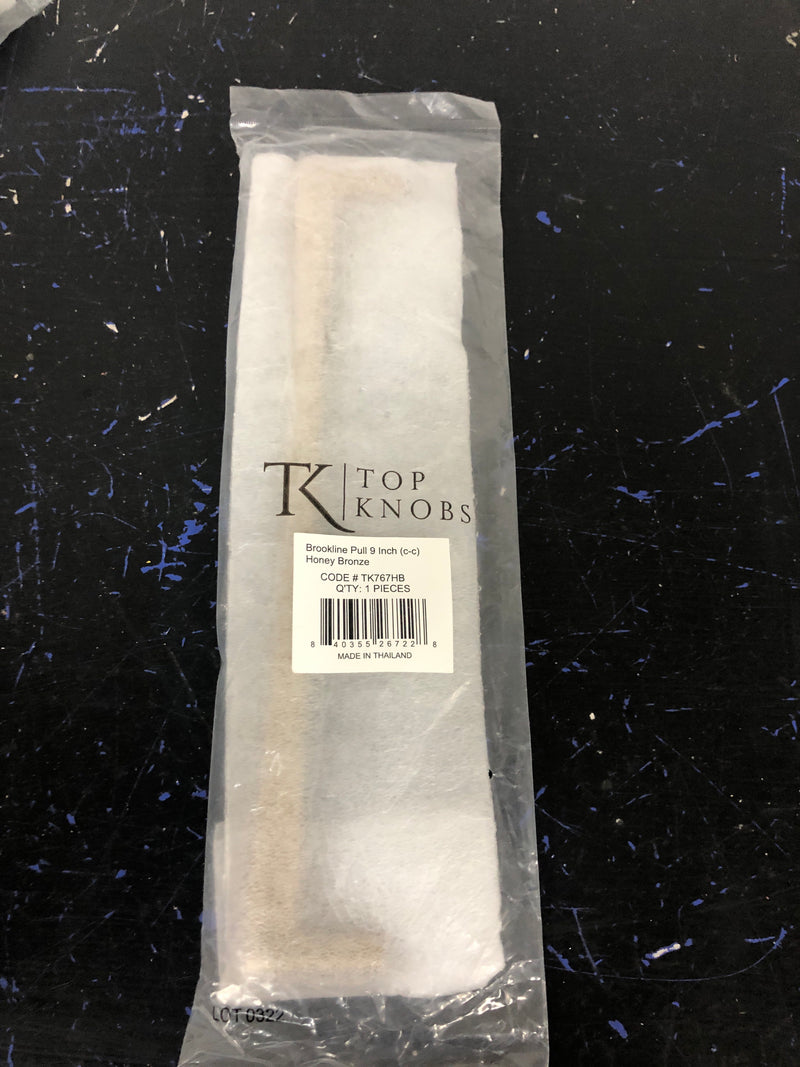 TK TOP
KNOBS
Brookline Pull 9 Inch (c-c)
Honey Bronze
CODE # TK767HB
Q'TY: 1 PIECES
8 40355 26722 8
MADE IN THAILAND
LOT 0322